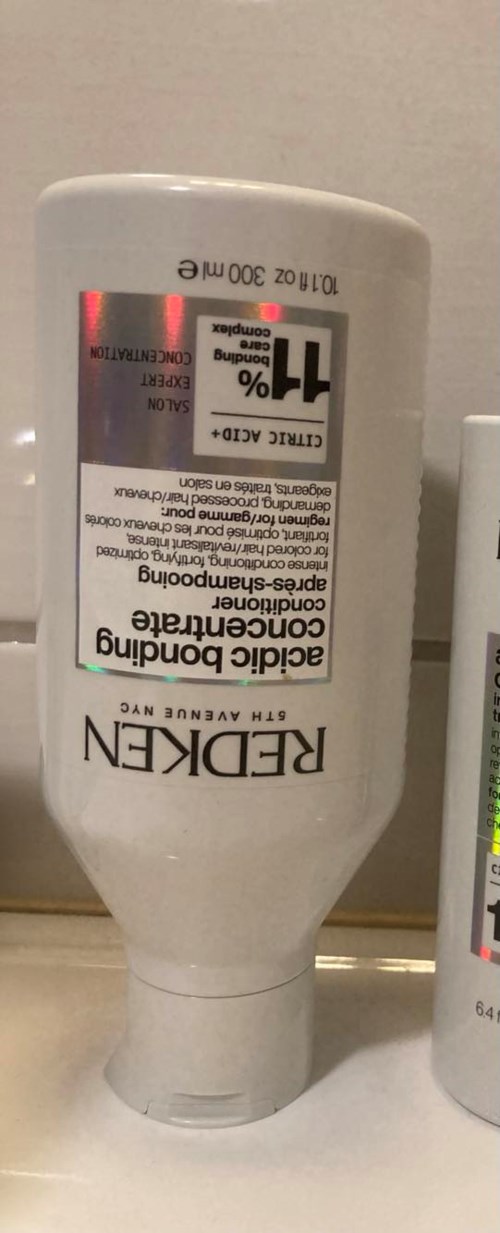 REDKEN
5TH AVENUE NYC
acidic bonding
concentrate
conditioner
après-shampooing
intense conditioning, fortifying, optimized
for colored hair/revitalisant intense,
fortifiant, optimisé pour les cheveux colorés
regimen for/gamme pour:
demanding, processed hair/cheveux
exigeants, traités en salon
CITRIC ACID+
11%
bonding
care
complex
SALON
EXPERT
CONCENTRATION
10.1 fl oz 300 ml e
6.4 f